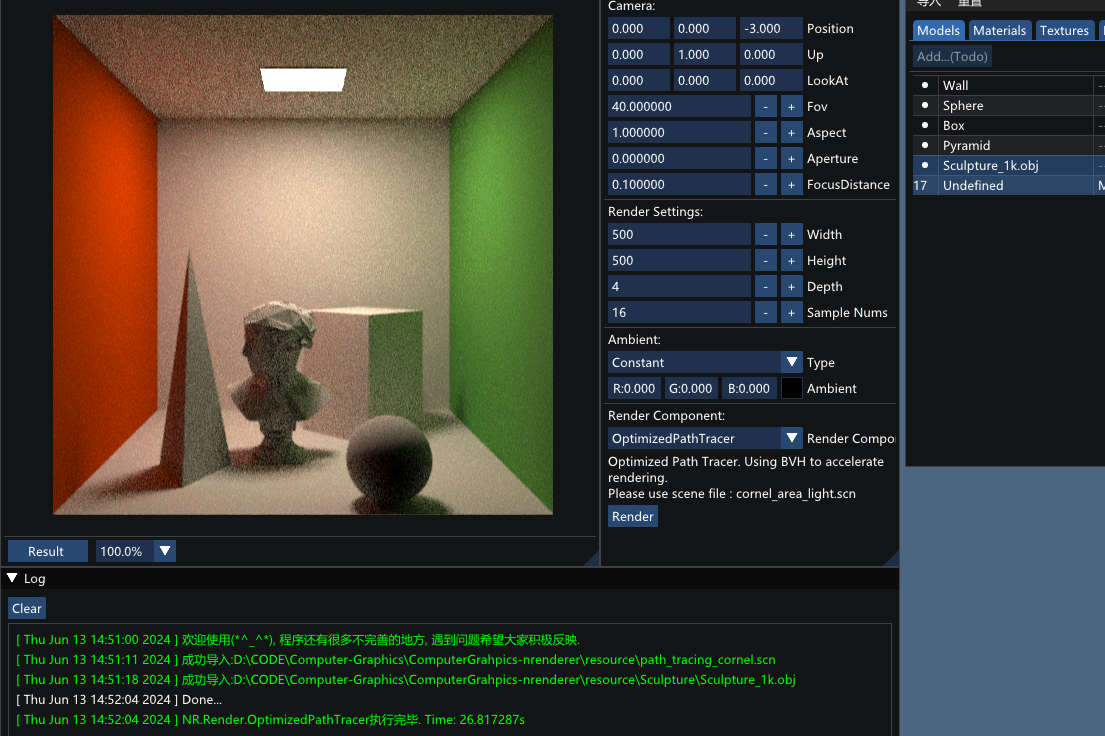 Camera:
0.000 0.000 -3.000 Position
0.000 1.000 0.000 Up
0.000 0.000 0.000 LookAt
40.000000 - + Fov
1.000000 - + Aspect
0.000000 - + Aperture
0.100000 - + FocusDistance
Render Settings:
500 - + Width
500 - + Height
4 - + Depth
16 - + Sample Nums
Ambient:
Constant Type
R:0.000 G:0.000 B:0.000 Ambient
Render Component:
OptimizedPathTracer Render Compo
Optimized Path Tracer. Using BVH to accelerate
rendering.
Please use scene file : cornel_area_light.scn
Render
导入 重置
Models Materials Textures
Add...(Todo)
Wall
Sphere
Box
Pyramid
Sculpture_1k.obj
17 Undefined
Result 100.0%
Log
Clear
[ Thu Jun 13 14:51:00 2024 ] 欢迎使用(*^_^*), 程序还有很多不完善的地方, 遇到问题希望大家积极反映.
[ Thu Jun 13 14:51:11 2024 ] 成功导入:D:\CODE\Computer-Graphics\ComputerGrahpics-nrenderer\resource\path_tracing_cornel.scn
[ Thu Jun 13 14:51:18 2024 ] 成功导入:D:\CODE\Computer-Graphics\ComputerGrahpics-nrenderer\resource\Sculpture\Sculpture_1k.obj
[ Thu Jun 13 14:52:04 2024 ] Done...
[ Thu Jun 13 14:52:04 2024 ] NR.Render.OptimizedPathTracer执行完毕. Time: 26.817287s